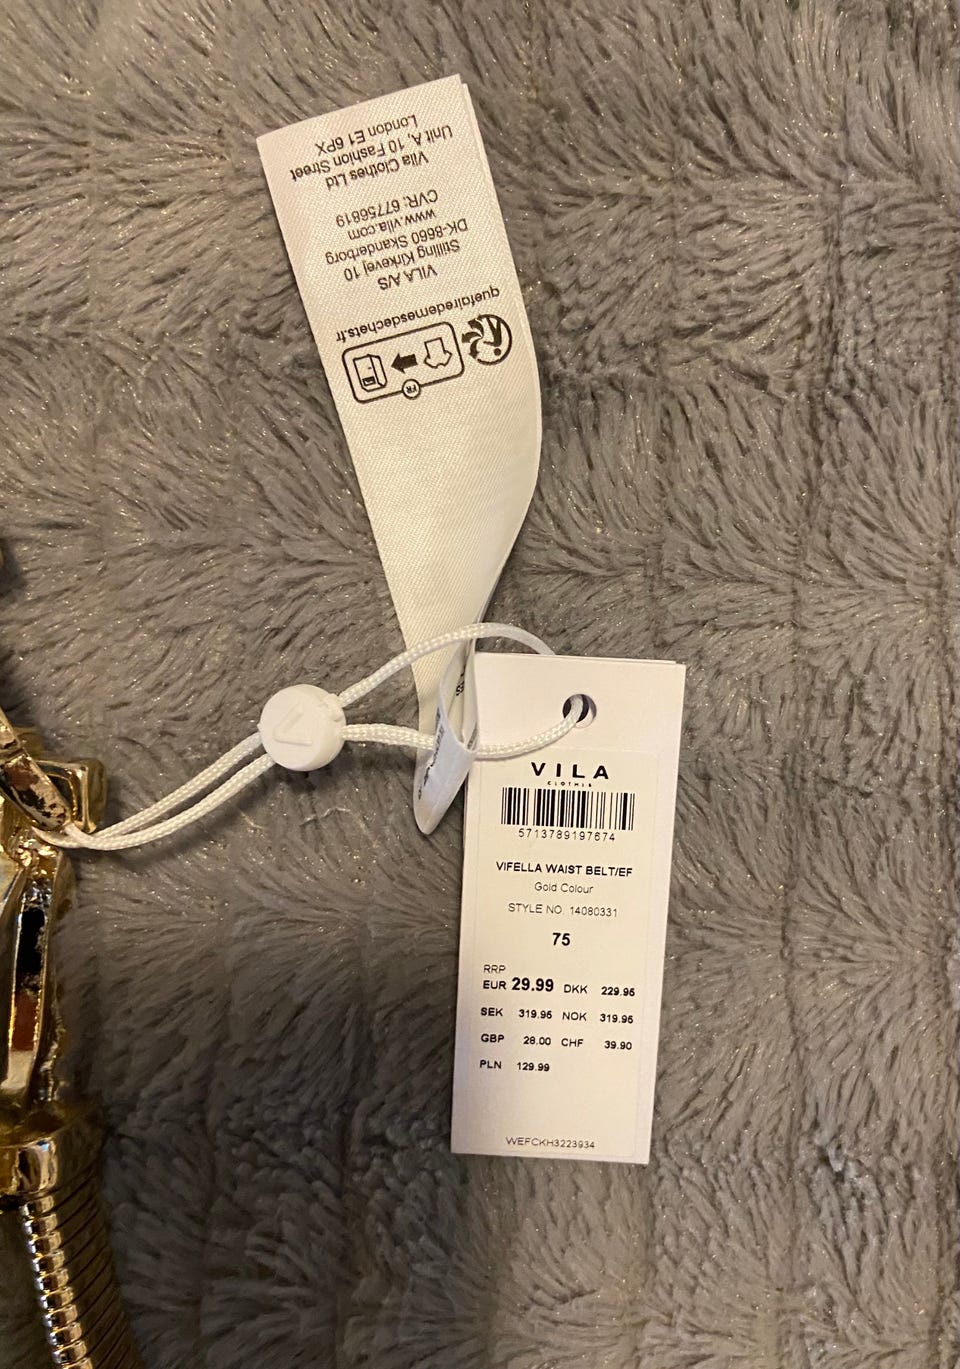 Vila Clothes Ltd
Unit A, 10 Fashion Street
London E1 6PX
VILA A/S
Stilling Kirkevej 10
DK-8660 Skanderborg
www.vila.com
CVR: 67756819
quefairedemesdechets.fr
FR
VILA
CLOTHES
5713789197674
VIFELLA WAIST BELT/EF
Gold Colour
STYLE NO. 14080331
75
RRP
EUR 29.99 DKK 229.95
SEK 319.95 NOK 319.95
GBP 28.00 CHF 39.90
PLN 129.99
WEFCKH3223934